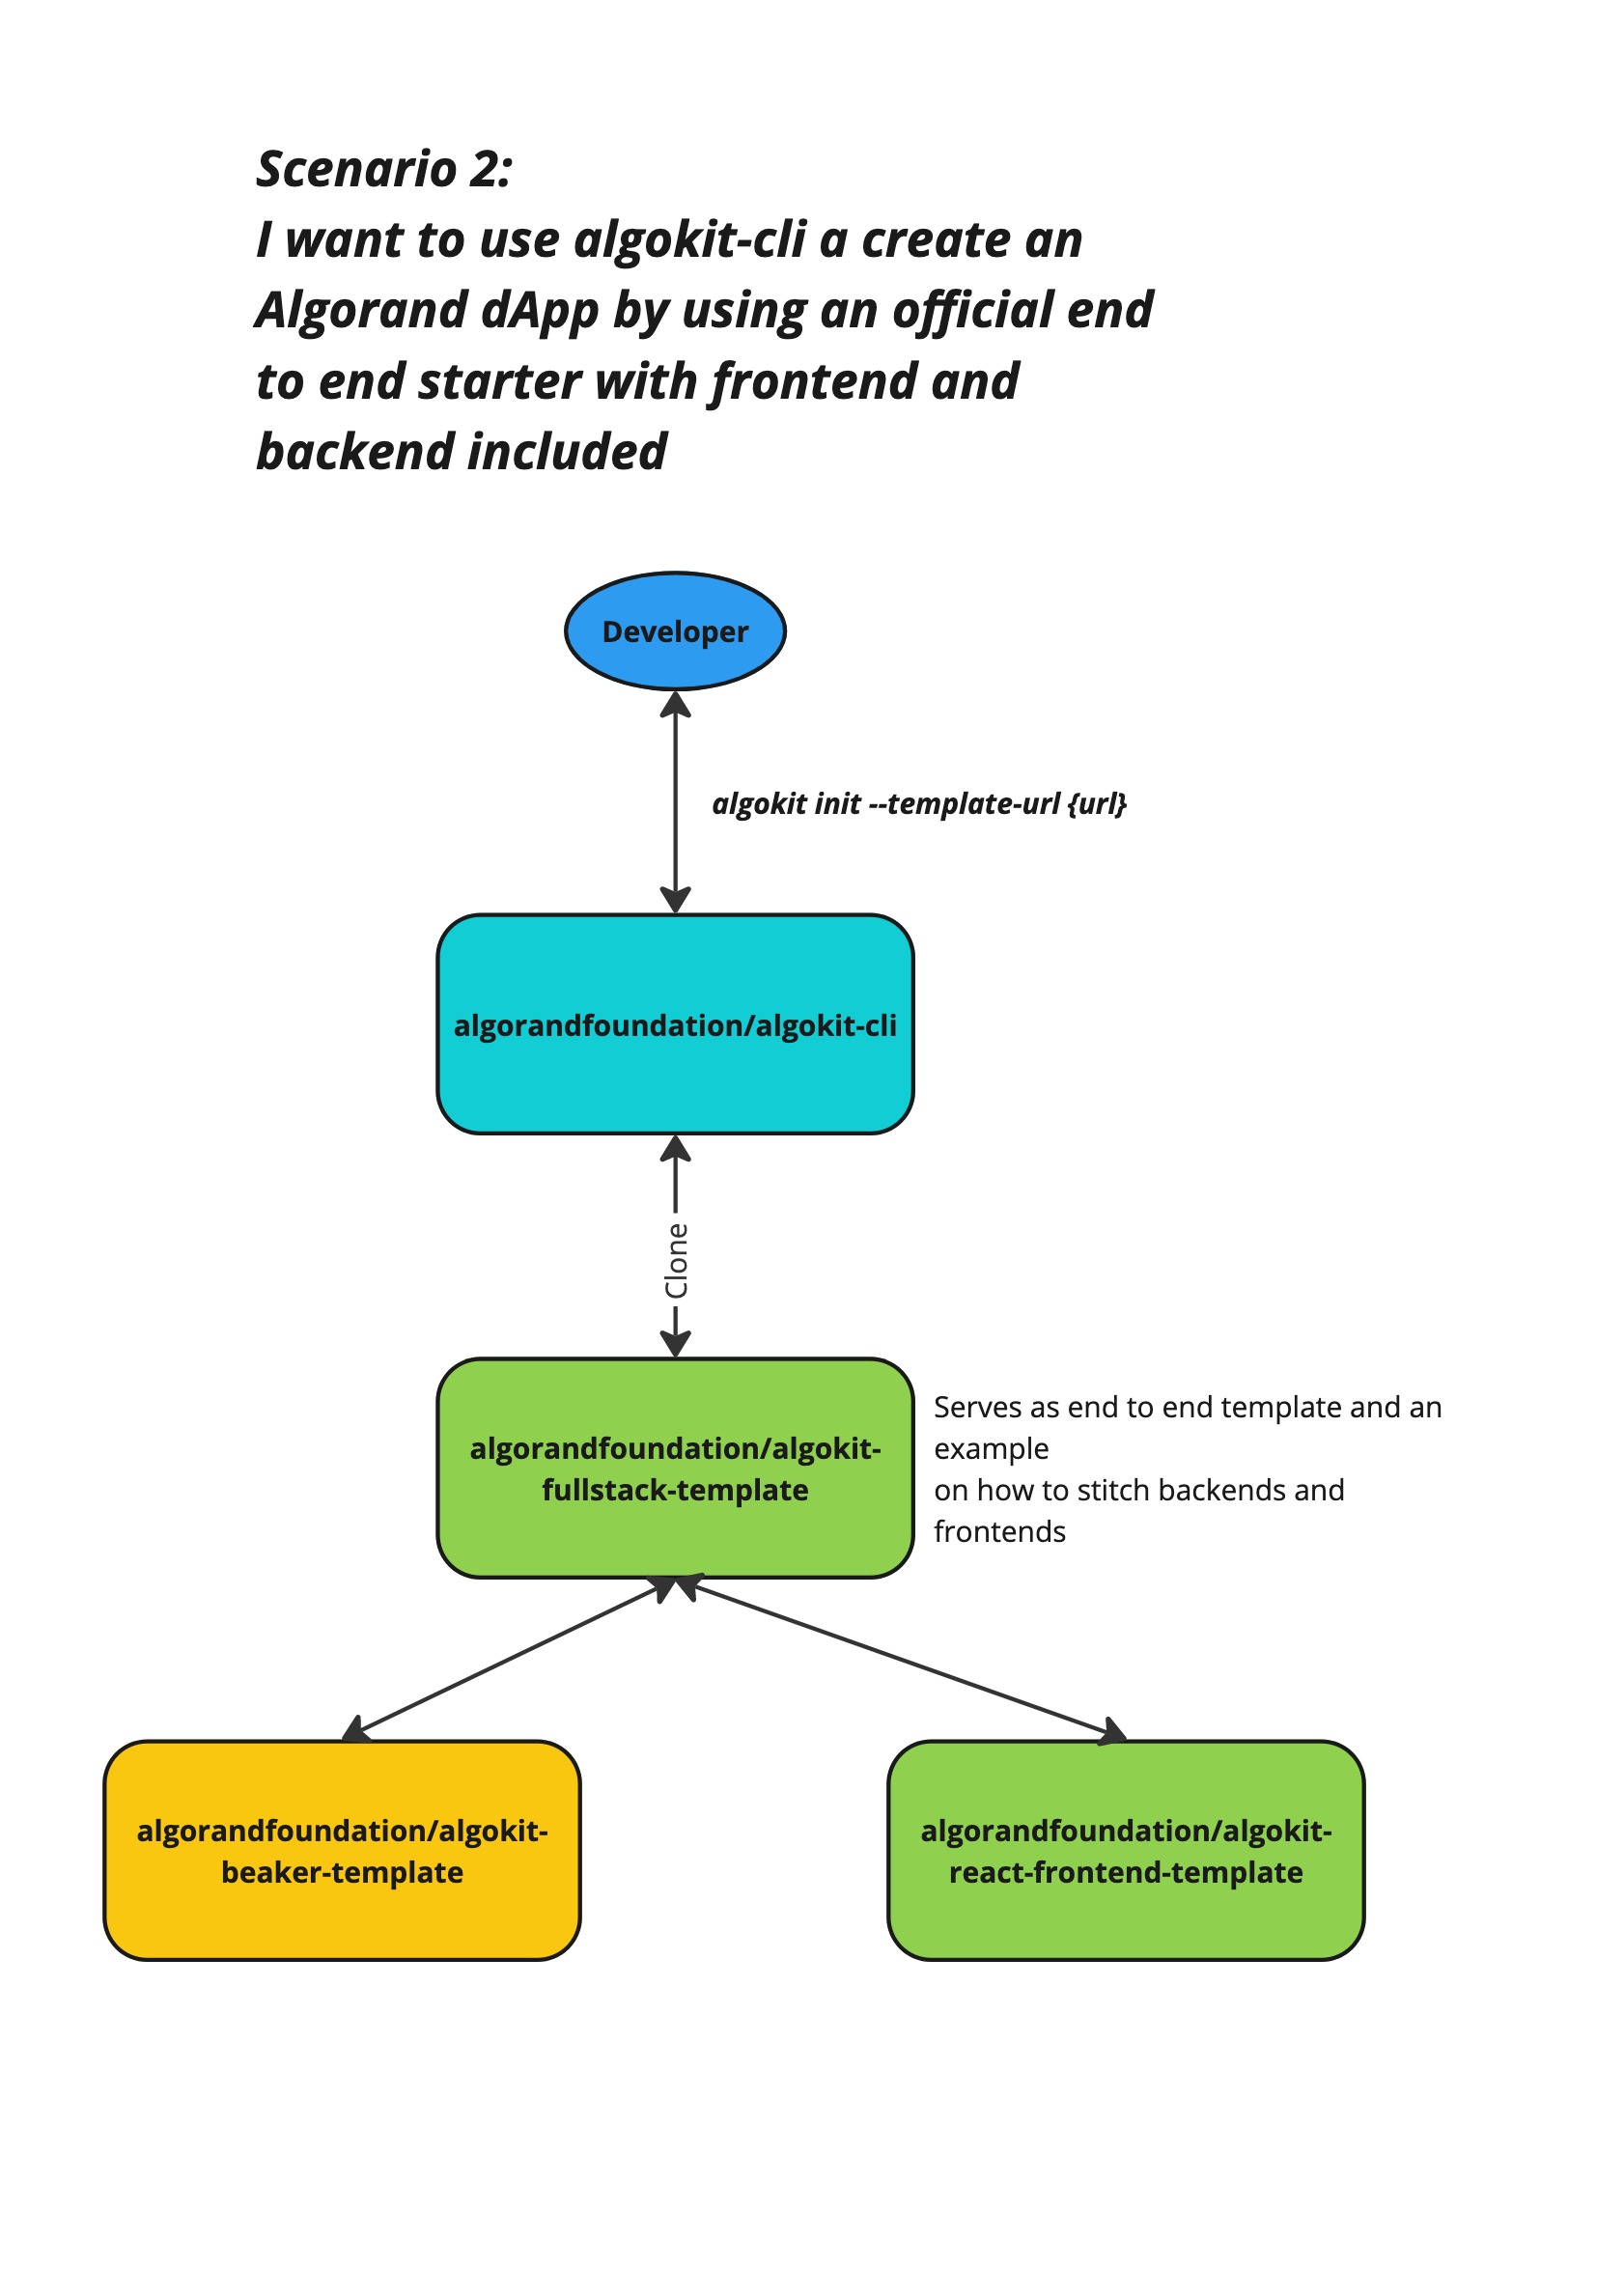 Scenario 2:
I want to use algokit-cli a create an
Algorand dApp by using an official end
to end starter with frontend and
backend included
Developer
algokit init --template-url {url}
algorandfoundation/algokit-cli
Clone
algorandfoundation/algokit-
fullstack-template
Serves as end to end template and an
example
on how to stitch backends and
frontends
algorandfoundation/algokit-
beaker-template
algorandfoundation/algokit-
react-frontend-template